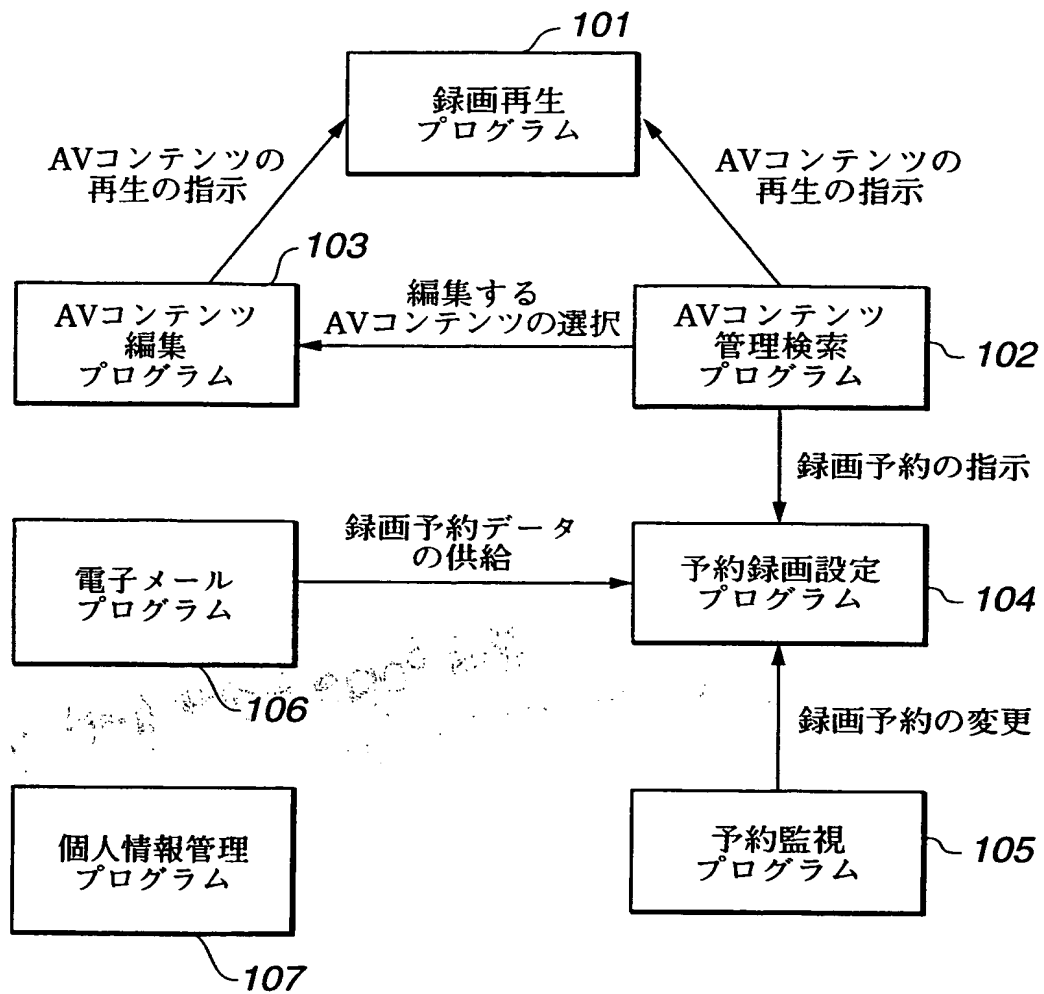 101
録画再生
プログラム
AVコンテンツの
再生の指示
AVコンテンツの
再生の指示
103
AVコンテンツ
編集
プログラム
編集する
AVコンテンツの選択
AVコンテンツ
管理検索
プログラム
102
録画予約の指示
電子メール
プログラム
106
録画予約データ
の供給
予約録画設定
プログラム
104
録画予約の変更
個人情報管理
プログラム
107
予約監視
プログラム
105